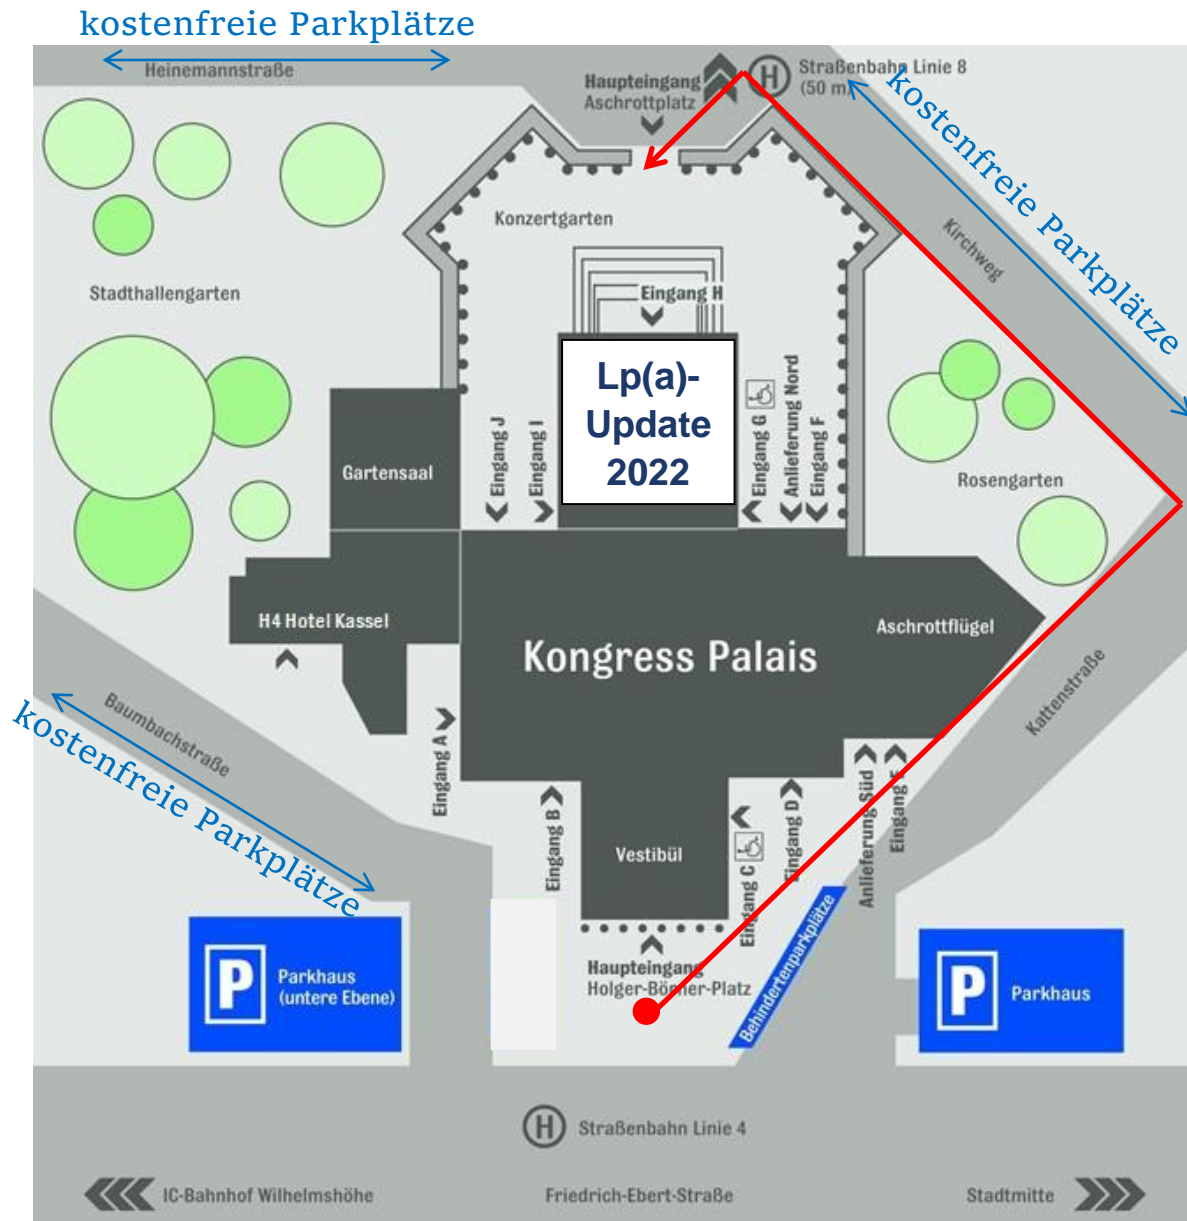 kostenfreie Parkplätze
Heinemannstraße
Haupteingang
Aschrottplatz
H
Straßenbahn Linie 8
(50 m)
kostenfreie Parkplätze
Kirchweg
Konzertgarten
Stadthallengarten
Eingang H
Lp(a)-
Update
2022
Eingang J
Eingang I
Eingang G
Anlieferung Nord
Eingang F
Gartensaal
Rosengarten
H4 Hotel Kassel
Kongress Palais
Aschrottflügel
Kattenstraße
Baumbachstraße
kostenfreie Parkplätze
Eingang A
Eingang B
Vestibül
Eingang C
Eingang D
Anlieferung Süd
Eingang E
Behindertenparkplätze
P
Parkhaus
(untere Ebene)
Haupteingang
Holger-Börner-Platz
P
Parkhaus
H
Straßenbahn Linie 4
IC-Bahnhof Wilhelmshöhe
Friedrich-Ebert-Straße
Stadtmitte